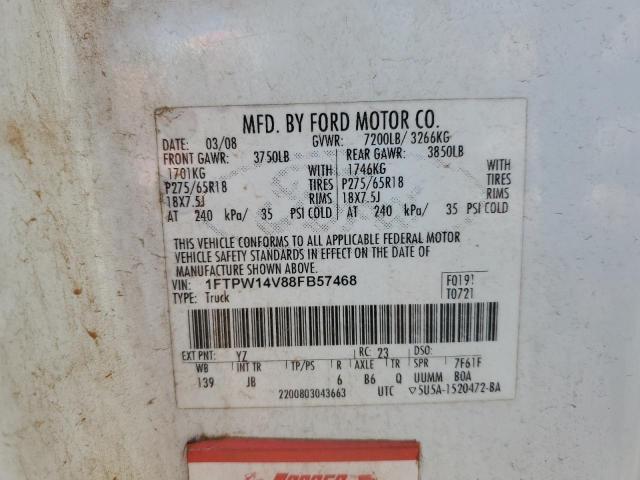 MFD. BY FORD MOTOR CO.
DATE: 03/08 GVWR: 7200LB/ 3266KG
FRONT GAWR: 3750LB REAR GAWR: 3850LB
1701KG WITH 1746KG WITH
P275/65R18 TIRES P275/65R18 TIRES
18X7.5J RIMS 18X7.5J RIMS
AT 240 kPa/ 35 PSI COLD AT 240 kPa/ 35 PSI COLD
THIS VEHICLE CONFORMS TO ALL APPLICABLE FEDERAL MOTOR
VEHICLE SAFETY STANDARDS IN EFFECT ON THE DATE OF
MANUFACTURE SHOWN ABOVE.
VIN: 1FTPW14V88FB57468 F0191
TYPE: Truck T0721
EXT PNT: YZ RC: 23 DSO:
WB INT TR TP/PS R AXLE TR SPR 7F61F
139 JB 6 B6 Q UUMM BOA
2200803043663 UTC ▽5U5A-1520472-BA